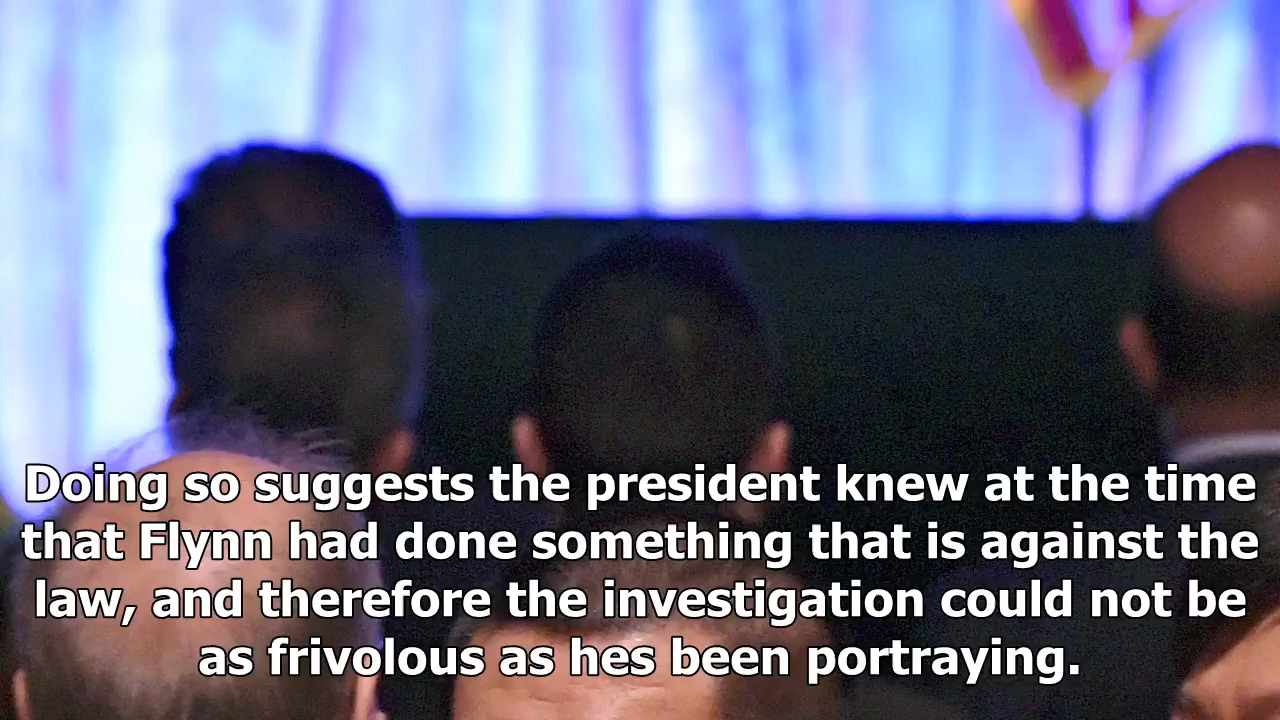 Doing so suggests the president knew at the time
that Flynn had done something that is against the
law, and therefore the investigation could not be
as frivolous as hes been portraying.